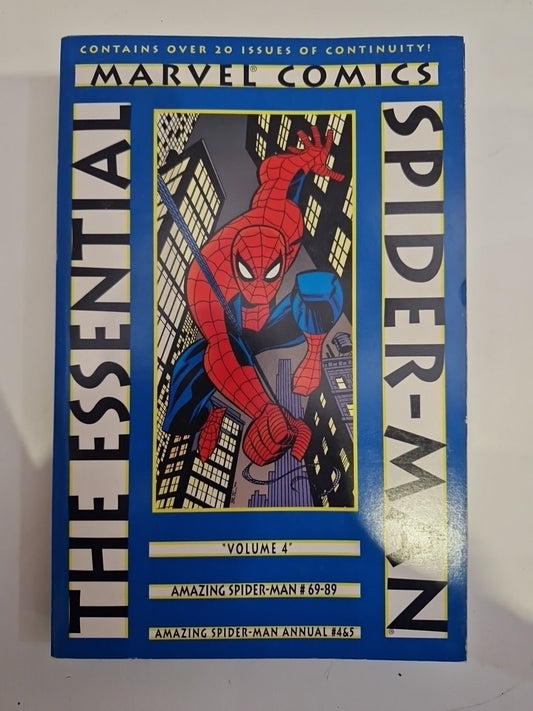 CONTAINS OVER 20 ISSUES OF CONTINUITY!
MARVEL® COMICS
THE ESSENTIAL
SPIDER-MAN®
"VOLUME 4"
AMAZING SPIDER-MAN # 69-89
AMAZING SPIDER-MAN ANNUAL #4&5